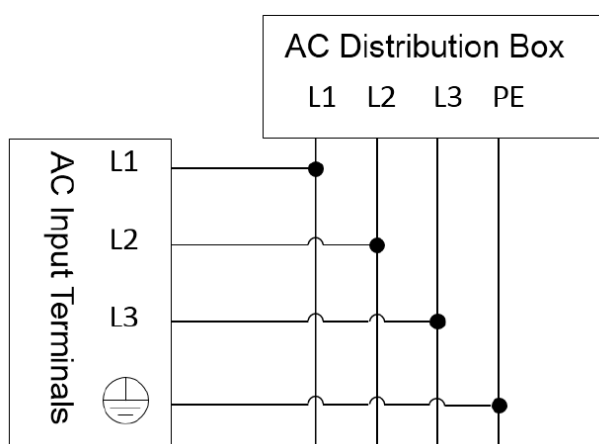 AC Distribution Box
L1 L2 L3 PE
AC Input Terminals
L1
L2
L3